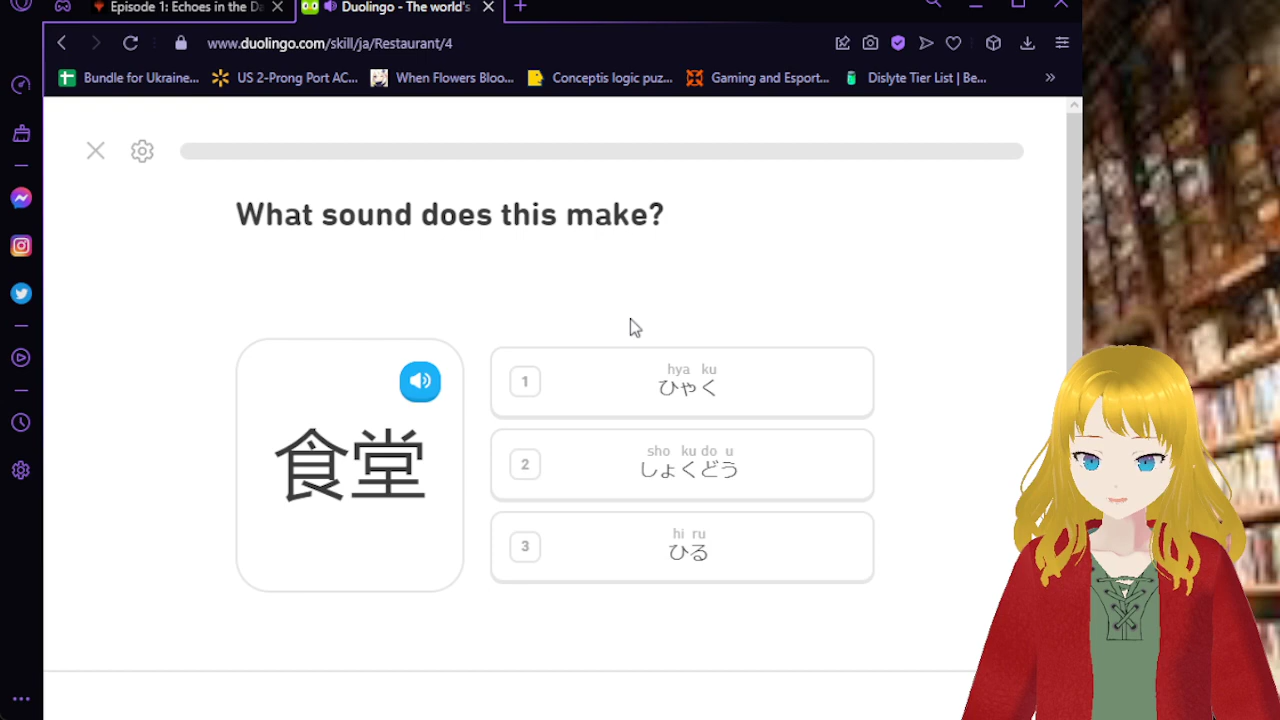 Episode 1: Echoes in the Da
Duolingo - The world's
www.duolingo.com/skill/ja/Restaurant/4
Bundle for Ukraine...
US 2-Prong Port AC...
When Flowers Bloo...
Conceptis logic puz...
Gaming and Esport...
Dislyte Tier List | Be...
What sound does this make?
食堂
1
hya ku
ひゃく
2
sho ku do u
しょくどう
3
hi ru
ひる